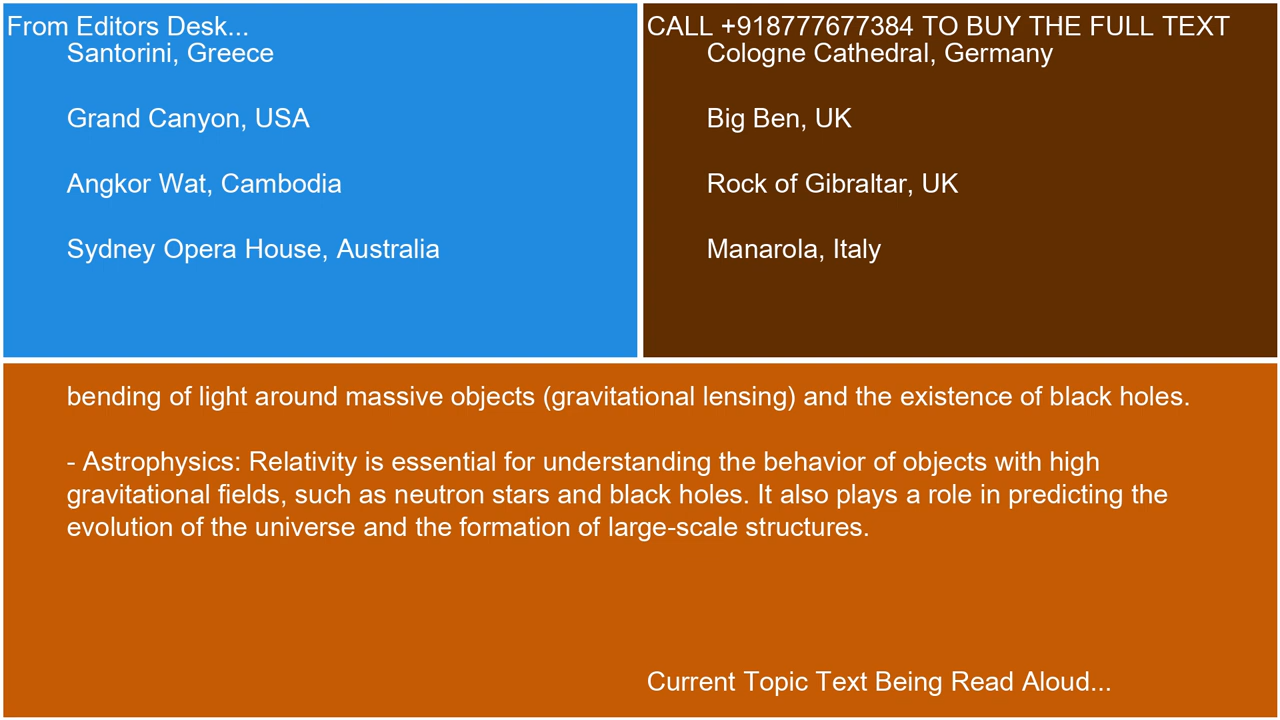 From Editors Desk...
Santorini, Greece
Grand Canyon, USA
Angkor Wat, Cambodia
Sydney Opera House, Australia
CALL +918777677384 TO BUY THE FULL TEXT
Cologne Cathedral, Germany
Big Ben, UK
Rock of Gibraltar, UK
Manarola, Italy
bending of light around massive objects (gravitational lensing) and the existence of black holes.
- Astrophysics: Relativity is essential for understanding the behavior of objects with high
gravitational fields, such as neutron stars and black holes. It also plays a role in predicting the
evolution of the universe and the formation of large-scale structures.
Current Topic Text Being Read Aloud...